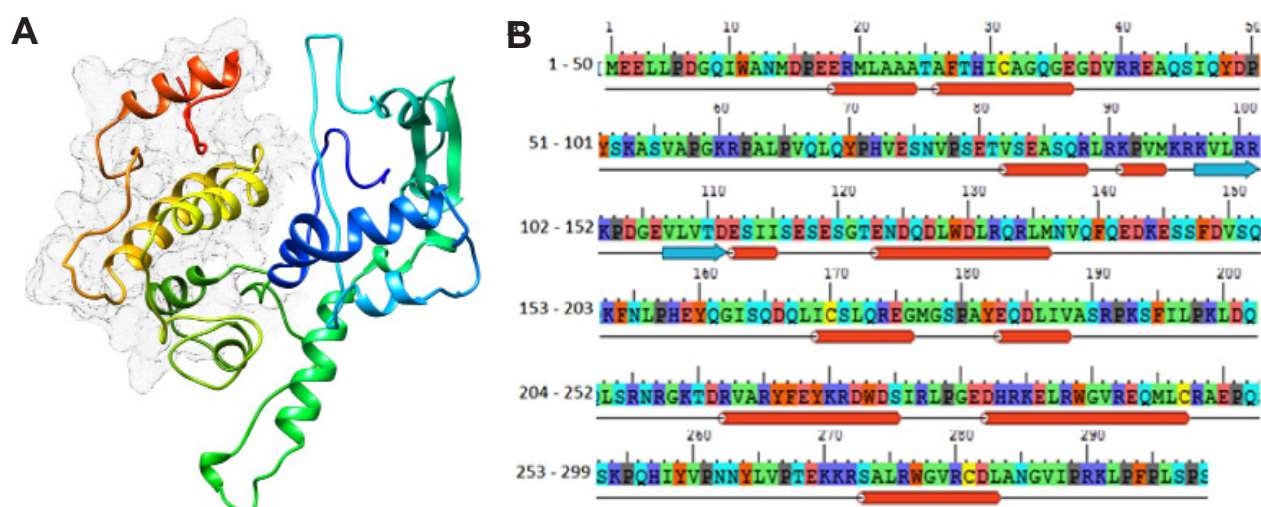 A
B
1 10 20 30 40 50
1 - 50 MEELLPDGQIWANMDPEERMLAAATAFTHICAGQGEGDVRREAQSIQYDP
60 70 80 90 100
51 - 101 YSKASVAPGKRPALPVQLQYPHVESNVPSETVSEASQRLRKPVMKRKVLRR
110 120 130 140 150
102 - 152 KPDGEVLVTDESIISESESGTENDQDLWDLRQRLMNVQFQEDKESSFDVSQ
160 170 180 190 200
153 - 203 KFNLPHEYQGISQDQLICSLQREGMGSPAYEQDLIVASRPKSFILPKLDQ
204 - 252 LSRNRGKTDRVARYFEYKRDWDSIRLPGEDHRKELRWGVREQMLCRAEPQ
260 270 280 290
253 - 299 SKPQHIYVPNNYLVPTEKKRSALRWGVRCDLANGVIPRKLPFPLSPS